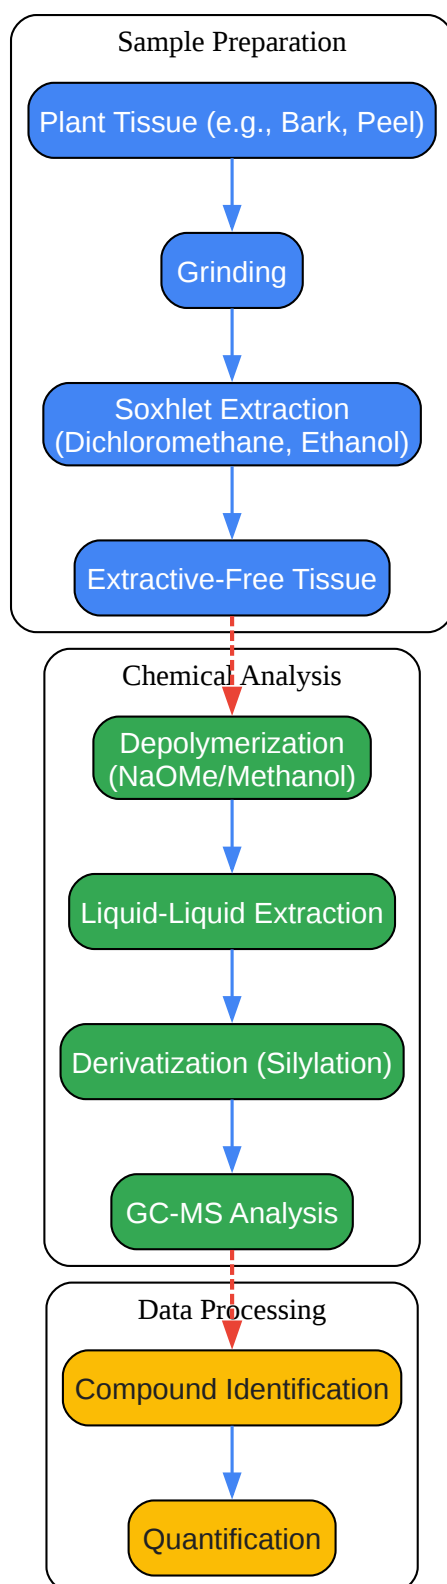 Sample Preparation
Plant Tissue (e.g., Bark, Peel)
Grinding
Soxhlet Extraction
(Dichloromethane, Ethanol)
Extractive-Free Tissue
Chemical Analysis
Depolymerization
(NaOMe/Methanol)
Liquid-Liquid Extraction
Derivatization (Silylation)
GC-MS Analysis
Data Processing
Compound Identification
Quantification